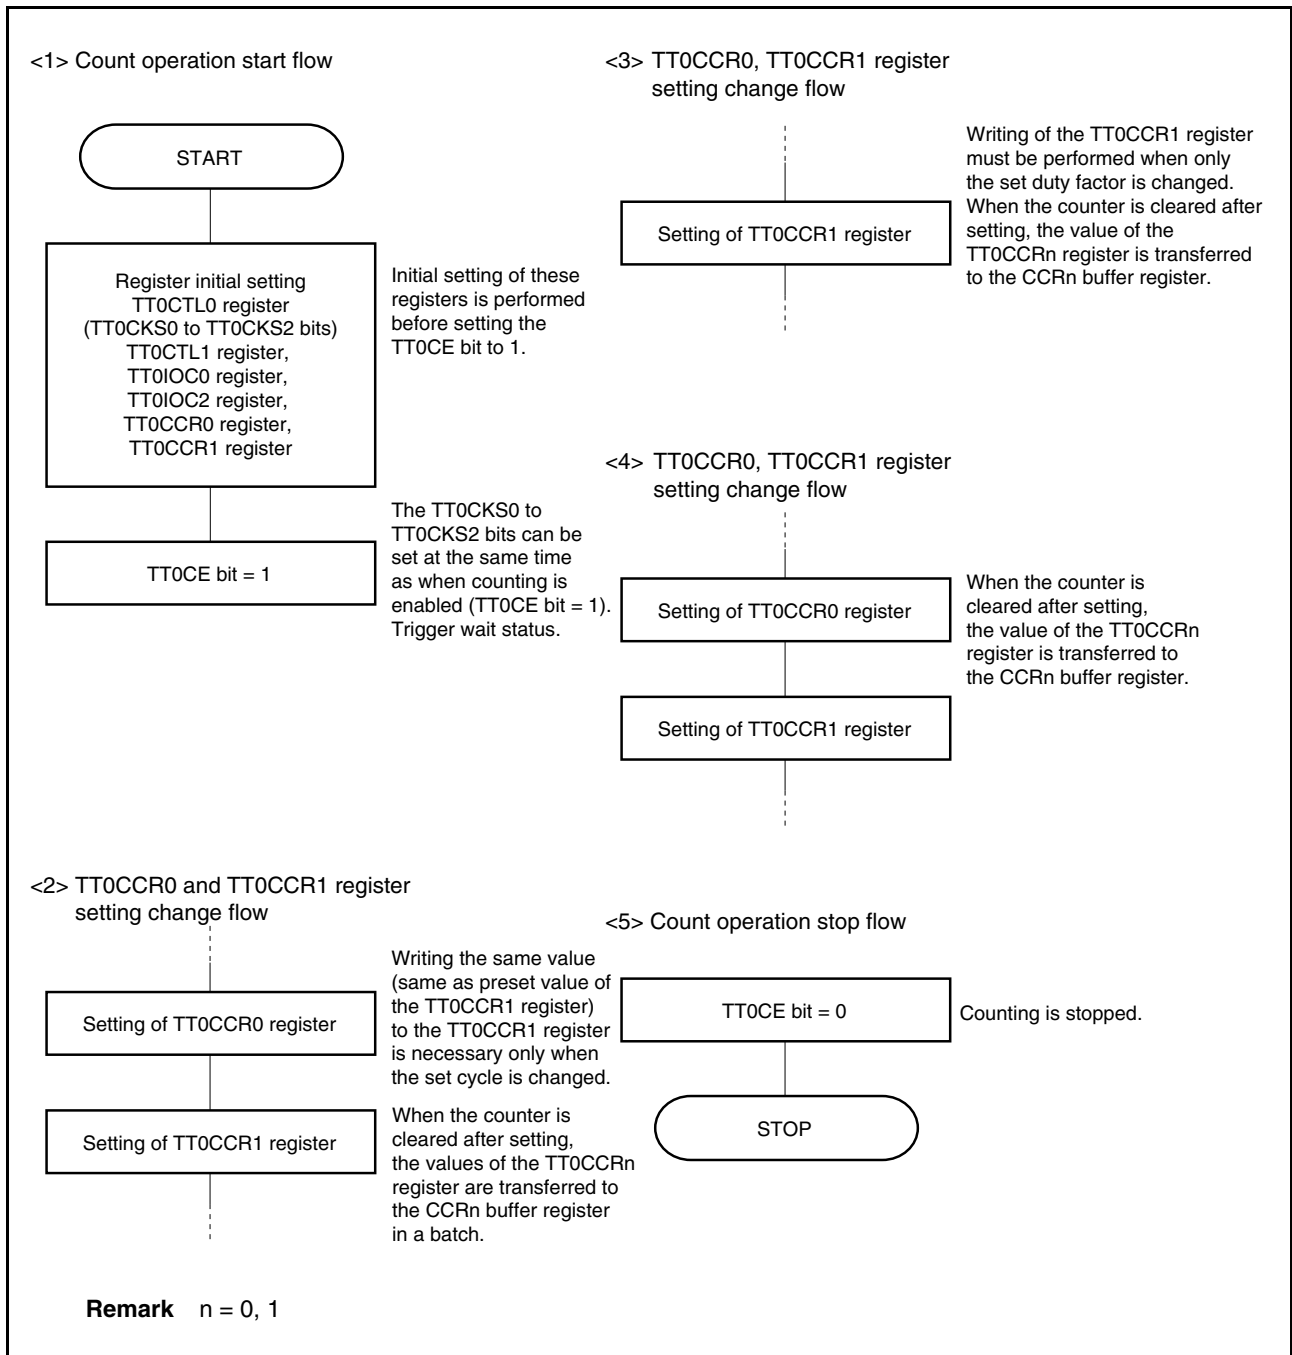 <1> Count operation start flow
START
Register initial setting
TT0CTL0 register
(TT0CKS0 to TT0CKS2 bits)
TT0CTL1 register,
TT0IOC0 register,
TT0IOC2 register,
TT0CCR0 register,
TT0CCR1 register
Initial setting of these
registers is performed
before setting the
TT0CE bit to 1.
TT0CE bit = 1
The TT0CKS0 to
TT0CKS2 bits can be
set at the same time
as when counting is
enabled (TT0CE bit = 1).
Trigger wait status.
<2> TT0CCR0 and TT0CCR1 register
setting change flow
Setting of TT0CCR0 register
Writing the same value
(same as preset value of
the TT0CCR1 register)
to the TT0CCR1 register
is necessary only when
the set cycle is changed.
Setting of TT0CCR1 register
When the counter is
cleared after setting,
the values of the TT0CCRn
register are transferred to
the CCRn buffer register
in a batch.
<3> TT0CCR0, TT0CCR1 register
setting change flow
Setting of TT0CCR1 register
Writing of the TT0CCR1 register
must be performed when only
the set duty factor is changed.
When the counter is cleared after
setting, the value of the
TT0CCRn register is transferred
to the CCRn buffer register.
<4> TT0CCR0, TT0CCR1 register
setting change flow
Setting of TT0CCR0 register
When the counter is
cleared after setting,
the value of the TT0CCRn
register is transferred to
the CCRn buffer register.
Setting of TT0CCR1 register
<5> Count operation stop flow
TT0CE bit = 0
Counting is stopped.
STOP
Remark n = 0, 1